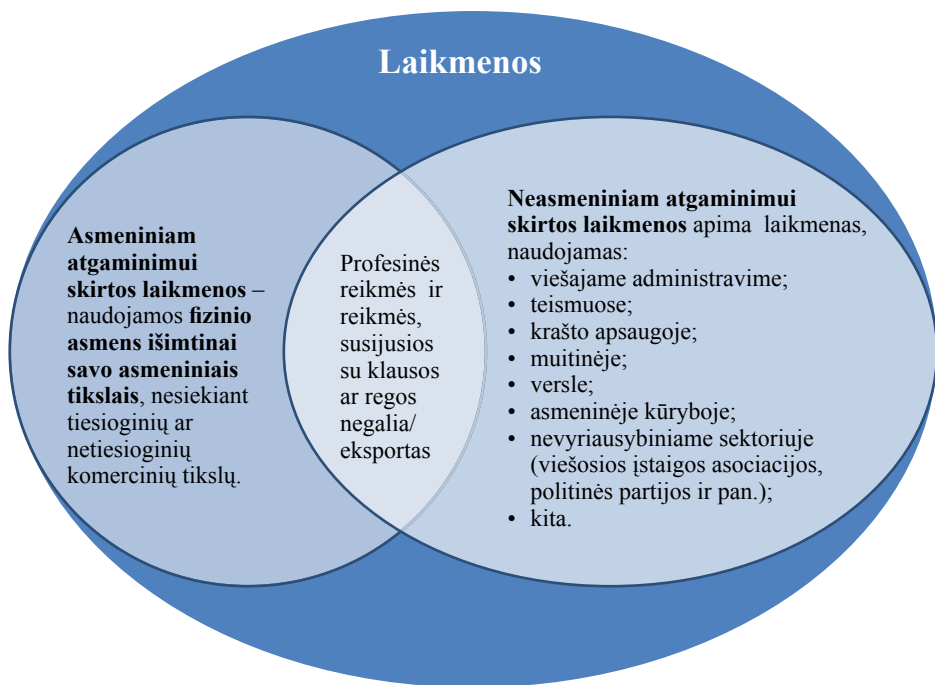 Laikmenos
Asmeniniam
atgaminimui
skirtos laikmenos –
naudojamos fizinio
asmens išimtinai
savo asmeniniais
tikslais, nesiekiant
tiesioginių ar
netiesioginių
komercinių tikslų.
Profesinės
reikmės ir
reikmės,
susijusios
su klausos
ar regos
negalia/
eksportas
Neasmeniniam atgaminimui
skirtos laikmenos apima laikmenas,
naudojamas:
• viešajame administravime;
• teismuose;
• krašto apsaugoje;
• muitinėje;
• versle;
• asmeninėje kūryboje;
• nevyriausybiniame sektoriuje
(viešosios įstaigos asociacijos,
politinės partijos ir pan.);
• kita.